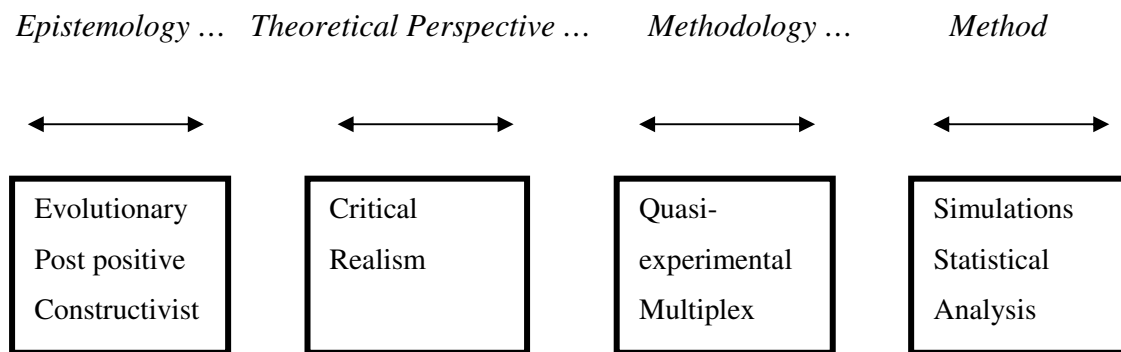 Epistemology … Theoretical Perspective … Methodology … Method
Evolutionary
Post positive
Constructivist
Critical
Realism
Quasi-
experimental
Multiplex
Simulations
Statistical
Analysis